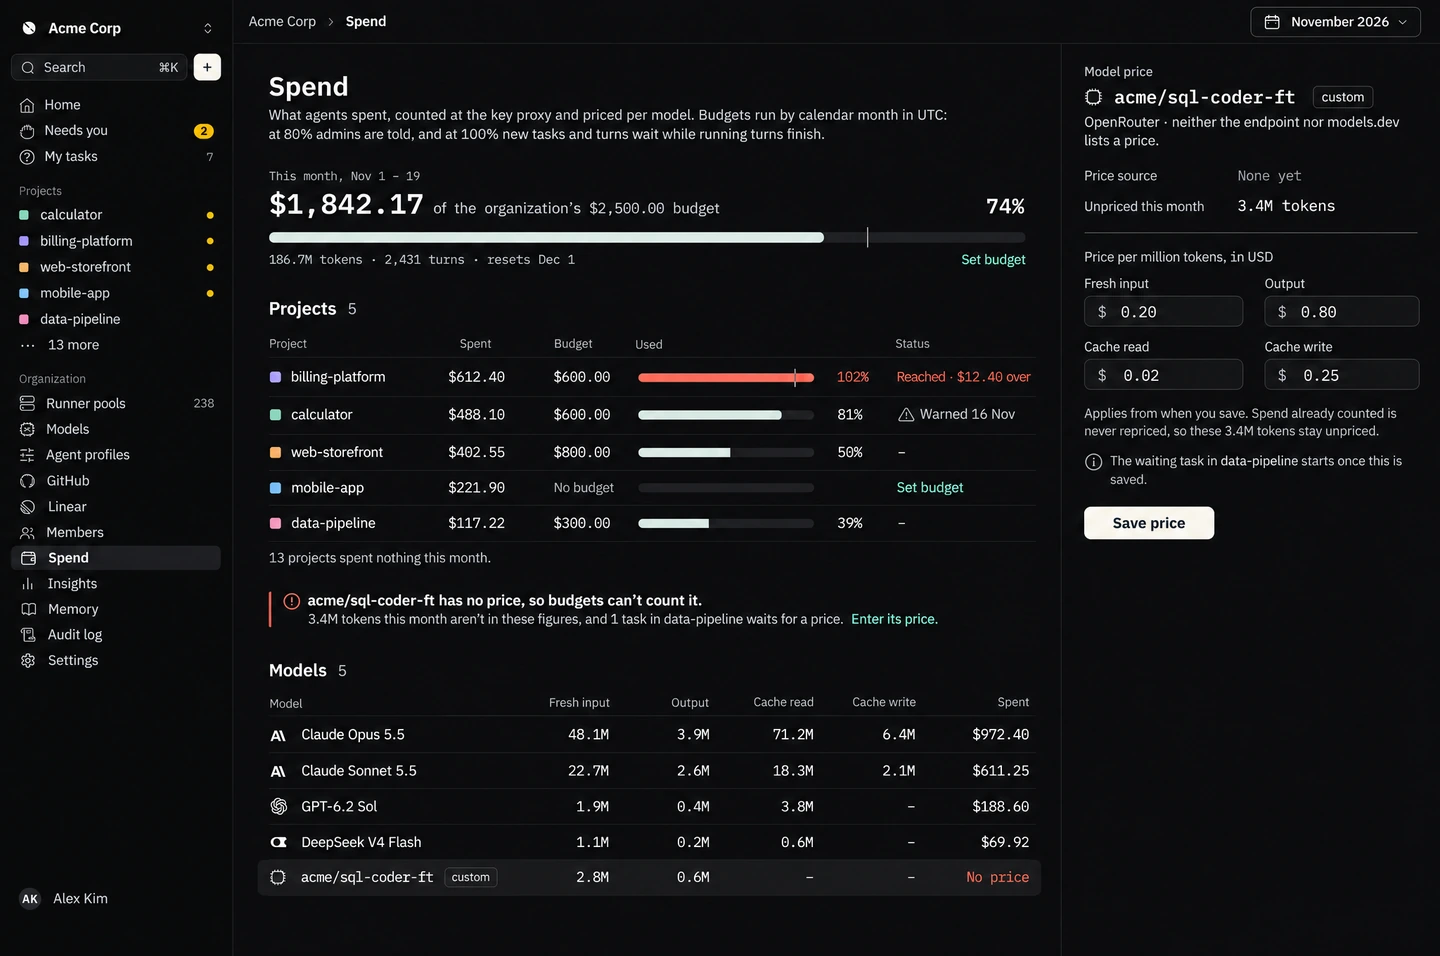 Acme Corp
Search ⌘K +
Home
Needs you 2
My tasks 7
Projects
calculator
billing-platform
web-storefront
mobile-app
data-pipeline
··· 13 more
Organization
Runner pools 238
Models
Agent profiles
GitHub
Linear
Members
Spend
Insights
Memory
Audit log
Settings
AK Alex Kim
Acme Corp > Spend
November 2026
Spend
What agents spent, counted at the key proxy and priced per model. Budgets run by calendar month in UTC:
at 80% admins are told, and at 100% new tasks and turns wait while running turns finish.
This month, Nov 1 – 19
$1,842.17 of the organization’s $2,500.00 budget 74%
186.7M tokens · 2,431 turns · resets Dec 1 Set budget
Projects 5
Project Spent Budget Used Status
billing-platform $612.40 $600.00 102% Reached · $12.40 over
calculator $488.10 $600.00 81% Warned 16 Nov
web-storefront $402.55 $800.00 50% –
mobile-app $221.90 No budget Set budget
data-pipeline $117.22 $300.00 39% –
13 projects spent nothing this month.
acme/sql-coder-ft has no price, so budgets can’t count it.
3.4M tokens this month aren’t in these figures, and 1 task in data-pipeline waits for a price. Enter its price.
Models 5
Model Fresh input Output Cache read Cache write Spent
Claude Opus 5.5 48.1M 3.9M 71.2M 6.4M $972.40
Claude Sonnet 5.5 22.7M 2.6M 18.3M 2.1M $611.25
GPT-6.2 Sol 1.9M 0.4M 3.8M – $188.60
DeepSeek V4 Flash 1.1M 0.2M 0.6M – $69.92
acme/sql-coder-ft custom 2.8M 0.6M – – No price
Model price
acme/sql-coder-ft custom
OpenRouter · neither the endpoint nor models.dev
lists a price.
Price source None yet
Unpriced this month 3.4M tokens
Price per million tokens, in USD
Fresh input Output
$ 0.20 $ 0.80
Cache read Cache write
$ 0.02 $ 0.25
Applies from when you save. Spend already counted is
never repriced, so these 3.4M tokens stay unpriced.
The waiting task in data-pipeline starts once this is
saved.
Save price